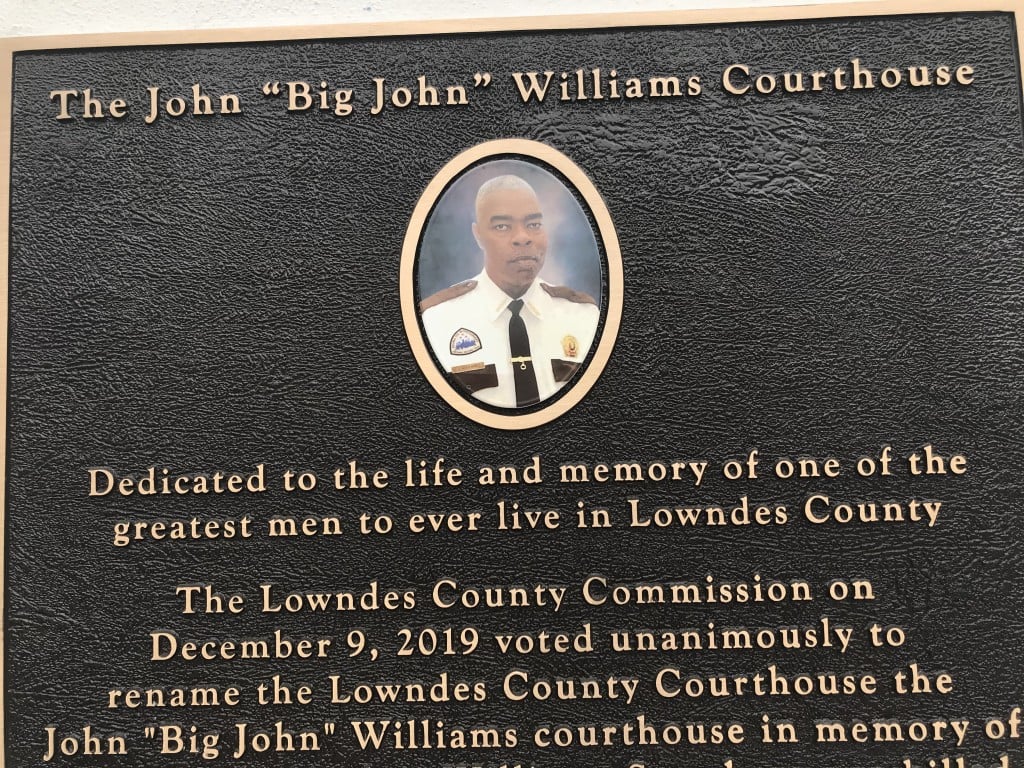 The John “Big John” Williams Courthouse
Dedicated to the life and memory of one of the
greatest men to ever live in Lowndes County
The Lowndes County Commission on
December 9, 2019 voted unanimously to
rename the Lowndes County Courthouse the
John "Big John" Williams courthouse in memory of